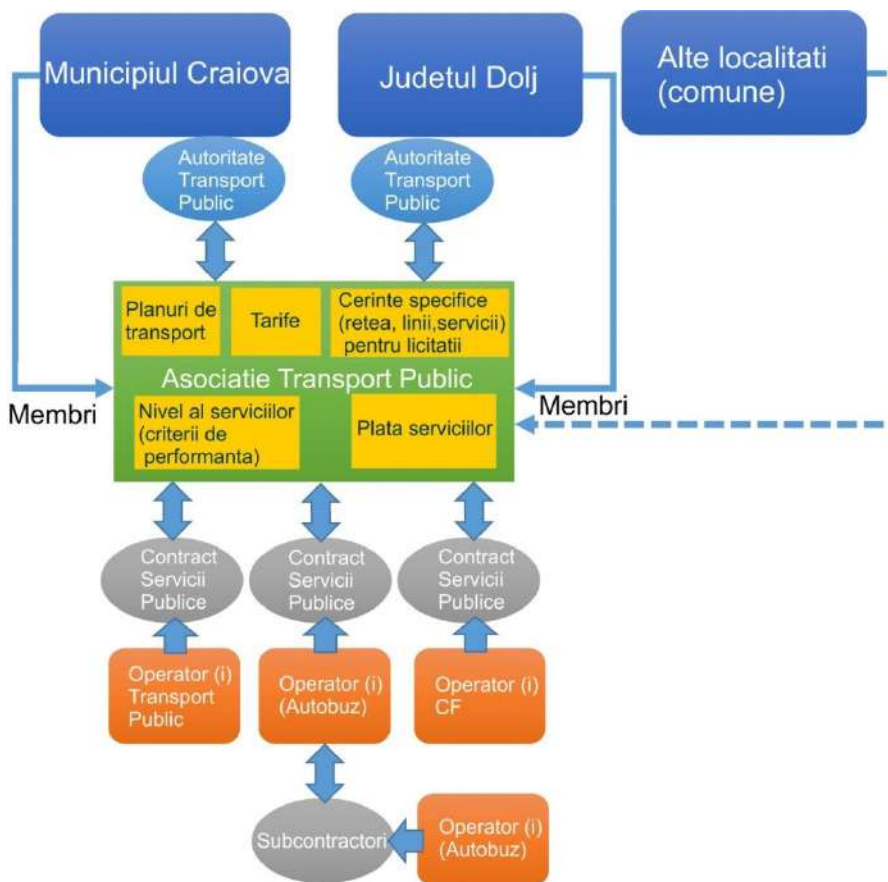 Municipiul Craiova
Judetul Dolj
Alte localitati
(comune)
Autoritate
Transport
Public
Autoritate
Transport
Public
Planuri de
transport
Tarife
Cerinte specifice
(retea, linii,servicii)
pentru licitatii
Asociatie Transport Public
Membri
Membri
Nivel al serviciilor
(criterii de
performanta)
Plata serviciilor
Contract
Servicii
Publice
Contract
Servicii
Publice
Contract
Servicii
Publice
Operator (i)
Transport
Public
Operator (i)
(Autobuz)
Operator (i)
CF
Subcontractori
Operator (i)
(Autobuz)